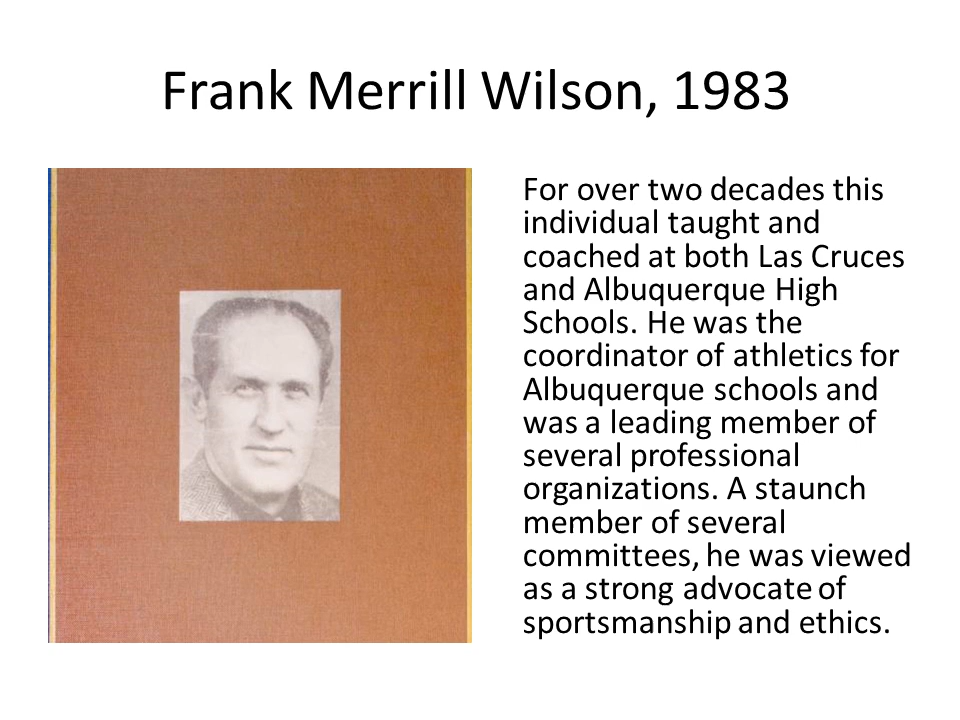 Frank Merrill Wilson, 1983
For over two decades this
individual taught and
coached at both Las Cruces
and Albuquerque High
Schools. He was the
coordinator of athletics for
Albuquerque schools and
was a leading member of
several professional
organizations. A staunch
member of several
committees, he was viewed
as a strong advocate of
sportsmanship and ethics.